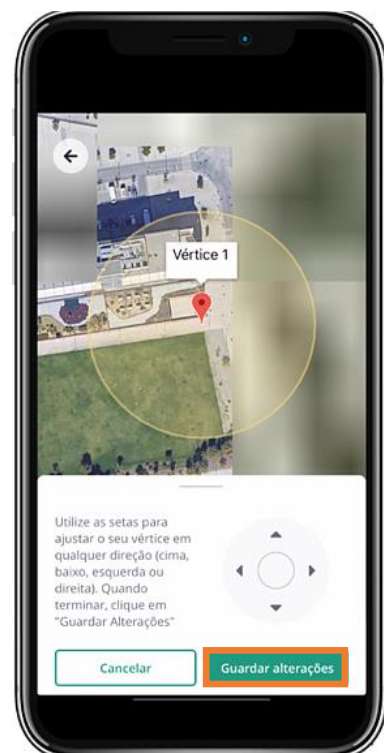 Vértice 1
Utilize as setas para
ajustar o seu vértice em
qualquer direção (cima,
baixo, esquerda ou
direita). Quando
terminar, clique em
"Guardar Alterações"
Cancelar
Guardar alterações